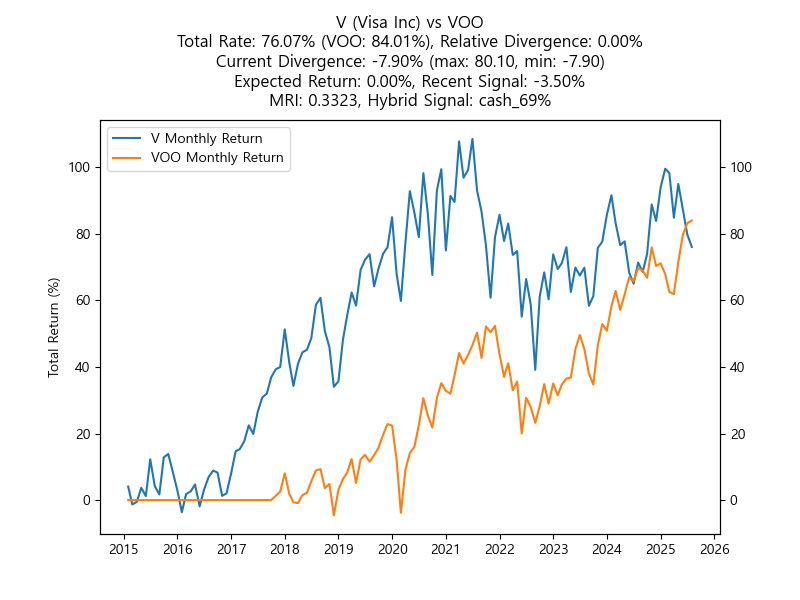 V (Visa Inc) vs VOO
Total Rate: 76.07% (VOO: 84.01%), Relative Divergence: 0.00%
Current Divergence: -7.90% (max: 80.10, min: -7.90)
Expected Return: 0.00%, Recent Signal: -3.50%
MRI: 0.3323, Hybrid Signal: cash_69%
V Monthly Return
VOO Monthly Return
Total Return (%)
100
80
60
40
20
0
100
80
60
40
20
0
2015 2016 2017 2018 2019 2020 2021 2022 2023 2024 2025 2026